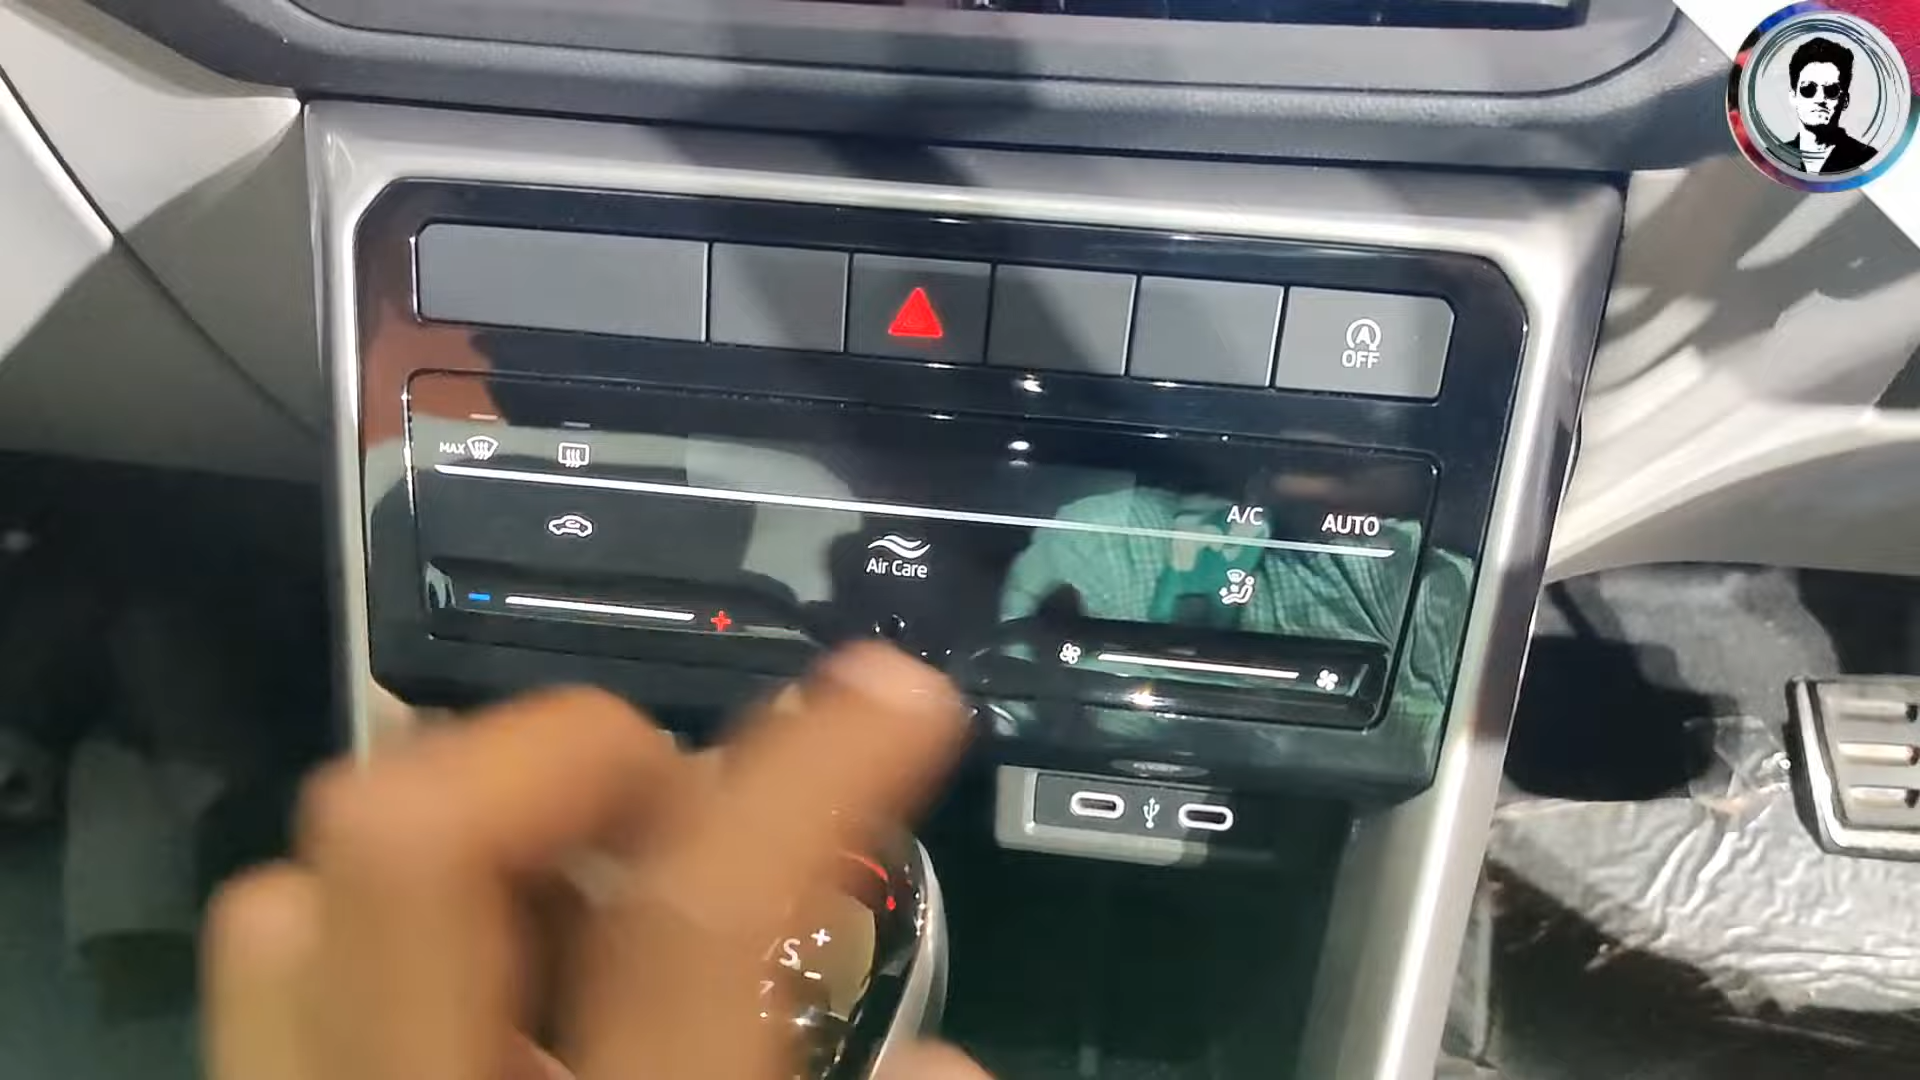 OFF
MAX
A/C AUTO
Air Care
- +
S +
-